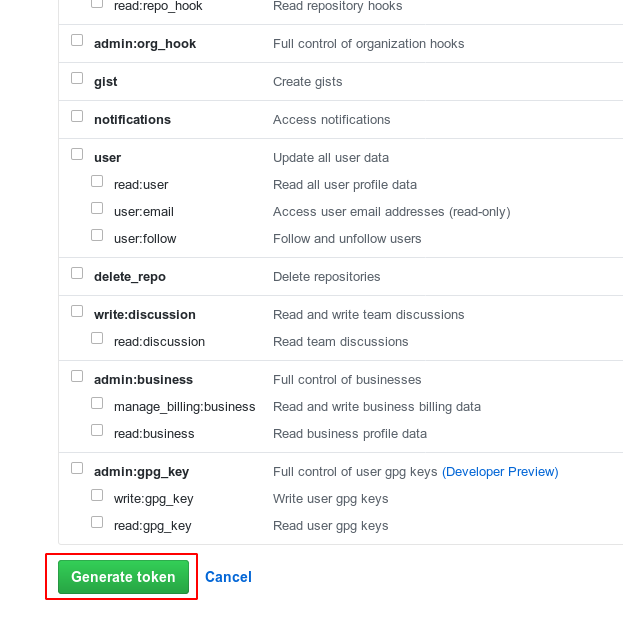 read:repo_hook Read repository hooks
admin:org_hook Full control of organization hooks
gist Create gists
notifications Access notifications
user Update all user data
read:user Read all user profile data
user:email Access user email addresses (read-only)
user:follow Follow and unfollow users
delete_repo Delete repositories
write:discussion Read and write team discussions
read:discussion Read team discussions
admin:business Full control of businesses
manage_billing:business Read and write business billing data
read:business Read business profile data
admin:gpg_key Full control of user gpg keys (Developer Preview)
write:gpg_key Write user gpg keys
read:gpg_key Read user gpg keys
Generate token Cancel